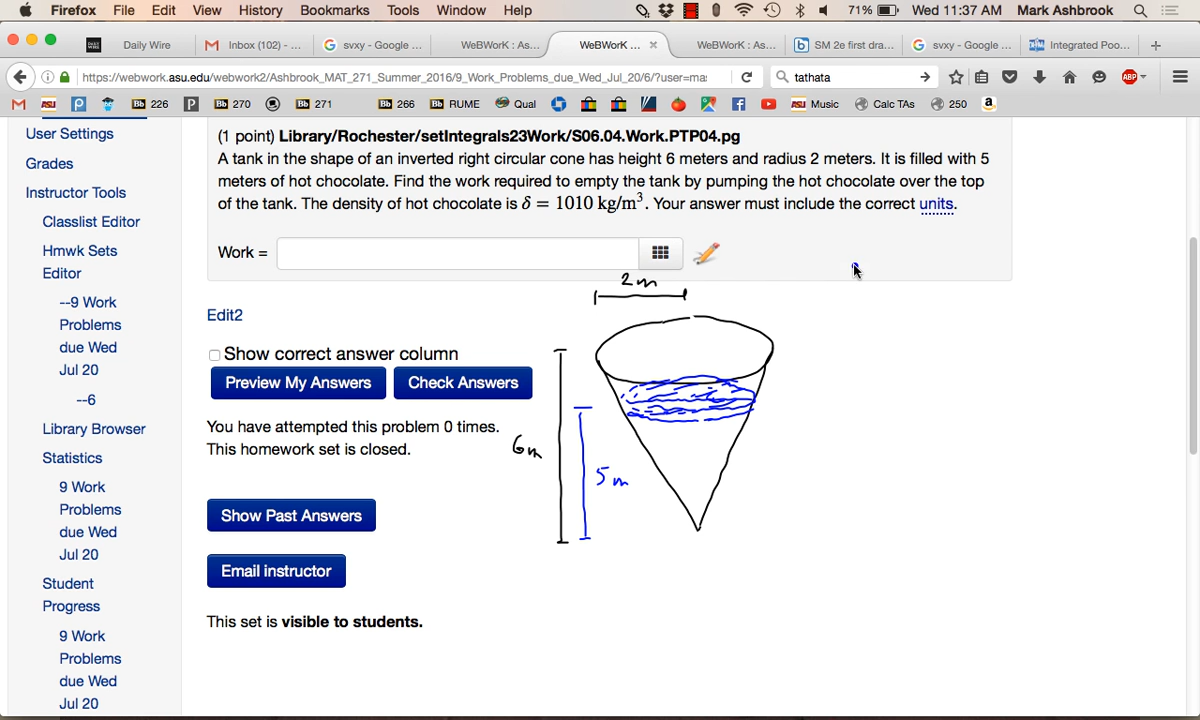 Firefox File Edit View History Bookmarks Tools Window Help 71% Wed 11:37 AM Mark Ashbrook
Daily Wire Inbox (102) - ... svxy - Google ... WeBWorK : As... WeBWorK ... × WeBWorK : As... SM 2e first dra... svxy - Google ... Integrated Poo... +
https://webwork.asu.edu/webwork2/Ashbrook_MAT_271_Summer_2016/9_Work_Problems_due_Wed_Jul_20/6/?user=ma: tathata ABP
ASU Bb 226 P Bb 270 Bb 271 Bb 266 Bb RUME Qual ASU Music Calc TAs 250 a
User Settings
Grades
Instructor Tools
Classlist Editor
Hmwk Sets
Editor
--9 Work
Problems
due Wed
Jul 20
--6
Library Browser
Statistics
9 Work
Problems
due Wed
Jul 20
Student
Progress
9 Work
Problems
due Wed
Jul 20
(1 point) Library/Rochester/setIntegrals23Work/S06.04.Work.PTP04.pg
A tank in the shape of an inverted right circular cone has height 6 meters and radius 2 meters. It is filled with 5
meters of hot chocolate. Find the work required to empty the tank by pumping the hot chocolate over the top
of the tank. The density of hot chocolate is δ = 1010 kg/m³. Your answer must include the correct units.
Work =
2m
Edit2
Show correct answer column
Preview My Answers Check Answers
You have attempted this problem 0 times.
This homework set is closed.
6m
5m
Show Past Answers
Email instructor
This set is visible to students.